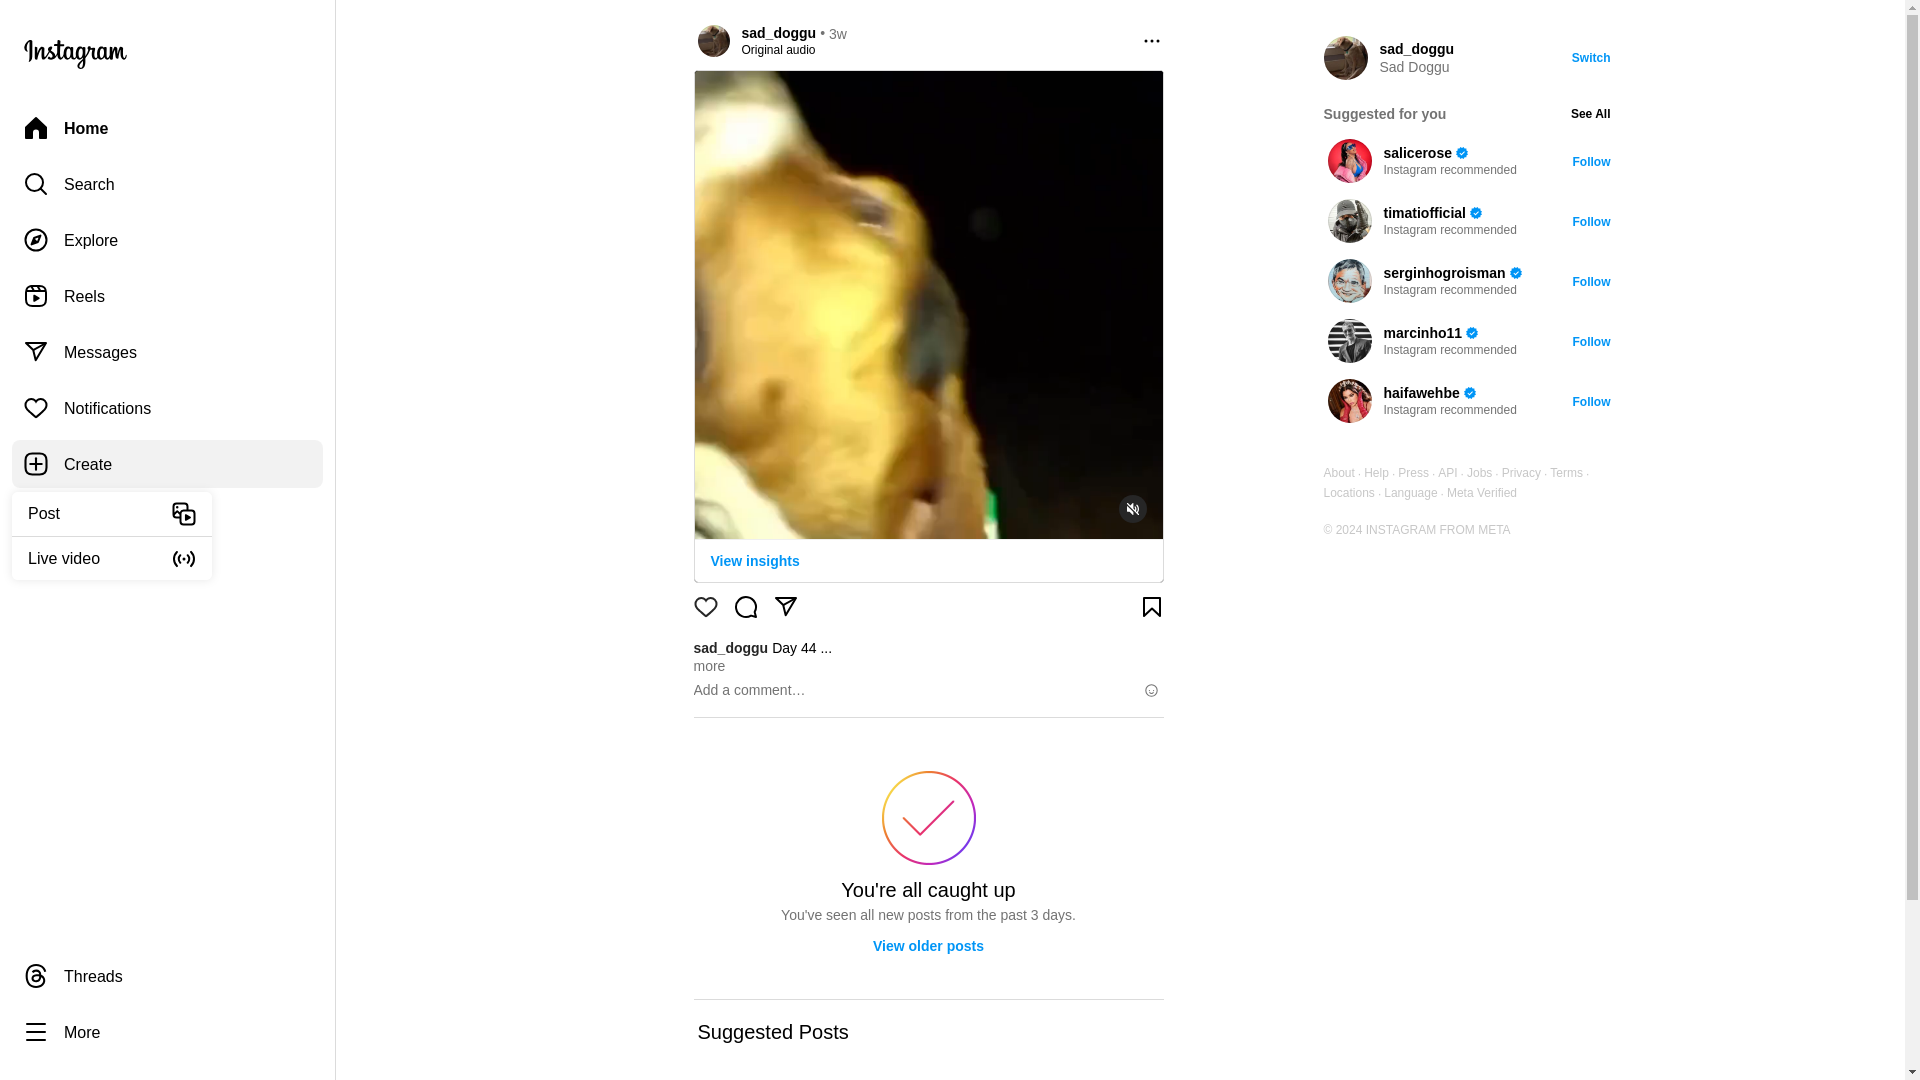 Instagram
Home
Search
Explore
Reels
Messages
Notifications
Create
Post
Live video
Threads
More
sad_doggu • 3w
Original audio
View insights
sad_doggu Day 44 ...
more
Add a comment…
You're all caught up
You've seen all new posts from the past 3 days.
View older posts
Suggested Posts
sad_doggu
Sad Doggu
Switch
Suggested for you
See All
salicerose
Instagram recommended
Follow
timatiofficial
Instagram recommended
Follow
serginhogroisman
Instagram recommended
Follow
marcinho11
Instagram recommended
Follow
haifawehbe
Instagram recommended
Follow
About · Help · Press · API · Jobs · Privacy · Terms ·
Locations · Language · Meta Verified
© 2024 INSTAGRAM FROM META